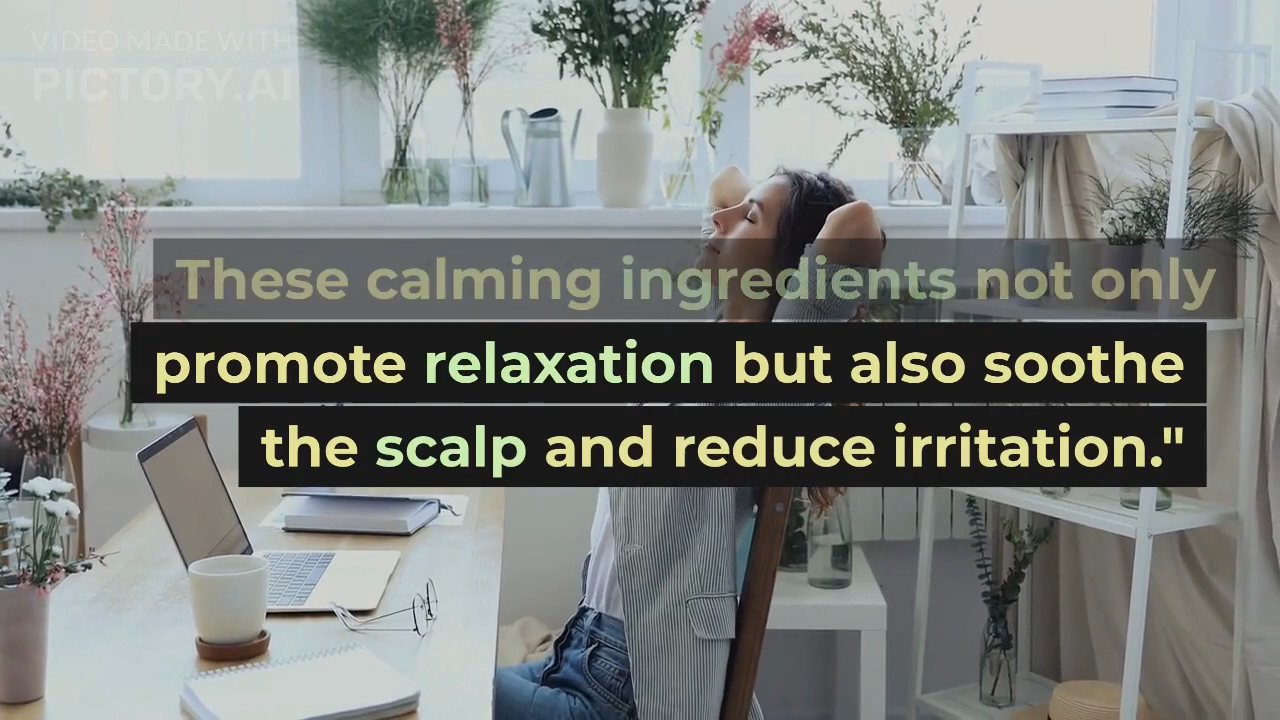 VIDEO MADE WITH
PICTORY.AI
These calming ingredients not only
promote relaxation but also soothe
the scalp and reduce irritation."